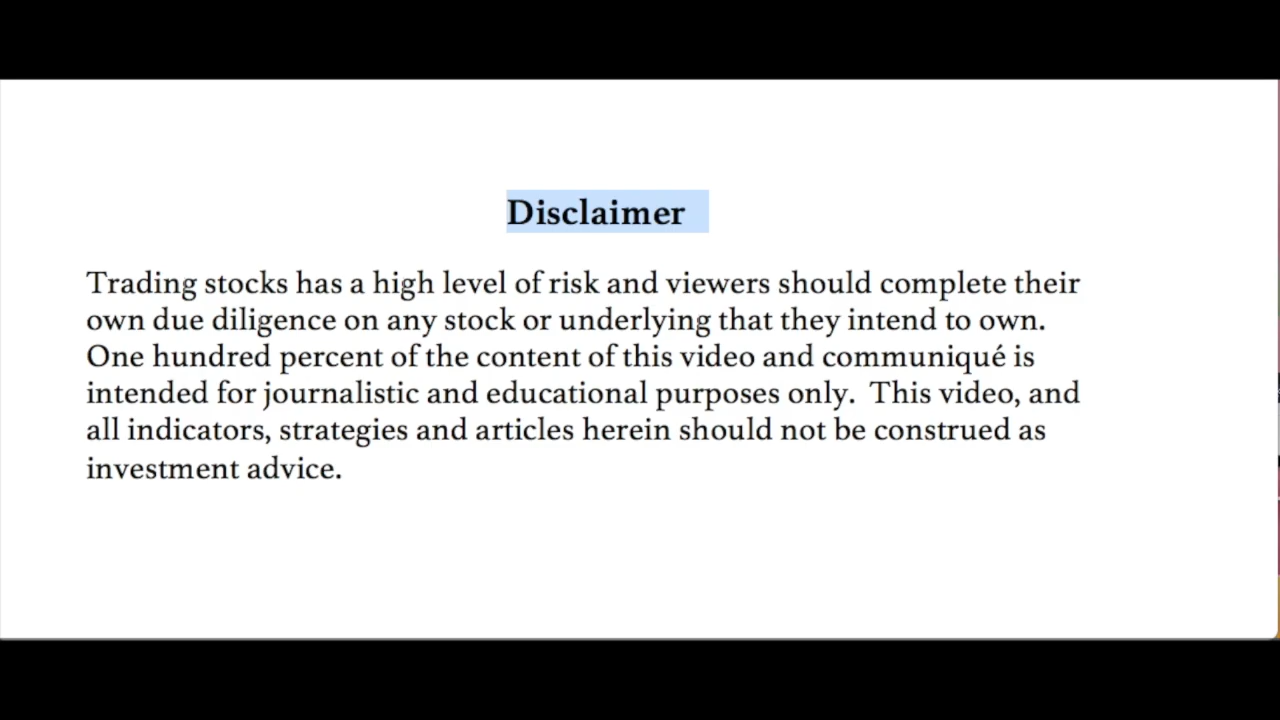 Disclaimer
Trading stocks has a high level of risk and viewers should complete their
own due diligence on any stock or underlying that they intend to own.
One hundred percent of the content of this video and communiqué is
intended for journalistic and educational purposes only.  This video, and
all indicators, strategies and articles herein should not be construed as
investment advice.